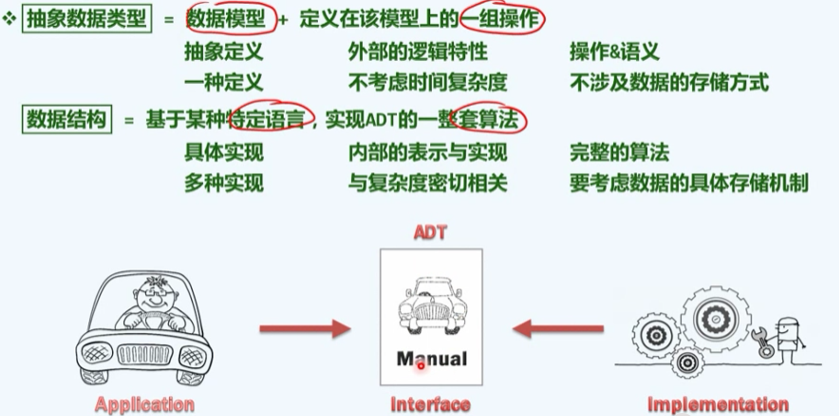 ❖ 抽象数据类型 = 数据模型 + 定义在该模型上的一组操作
抽象定义 外部的逻辑特性 操作&语义
一种定义 不考虑时间复杂度 不涉及数据的存储方式
数据结构 = 基于某种特定语言，实现ADT的一整套算法
具体实现 内部的表示与实现 完整的算法
多种实现 与复杂度密切相关 要考虑数据的具体存储机制
ADT
Manual
Application Interface Implementation